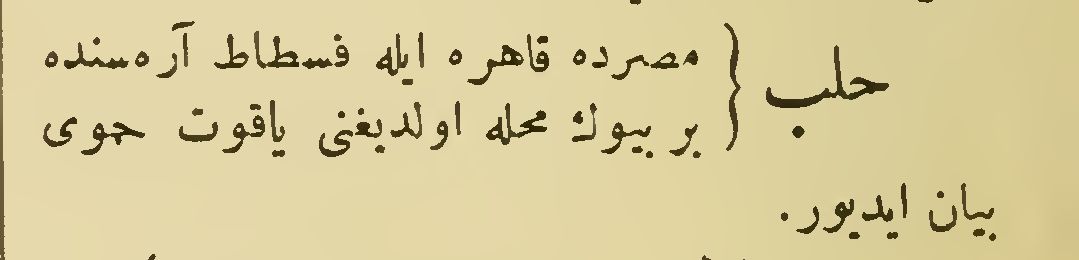 حلب { مصرده قاهره ایله فسطاط آره‌سنده
بر بیوك محله اولدیغنی یاقوت حموی
بیان ایدیور.